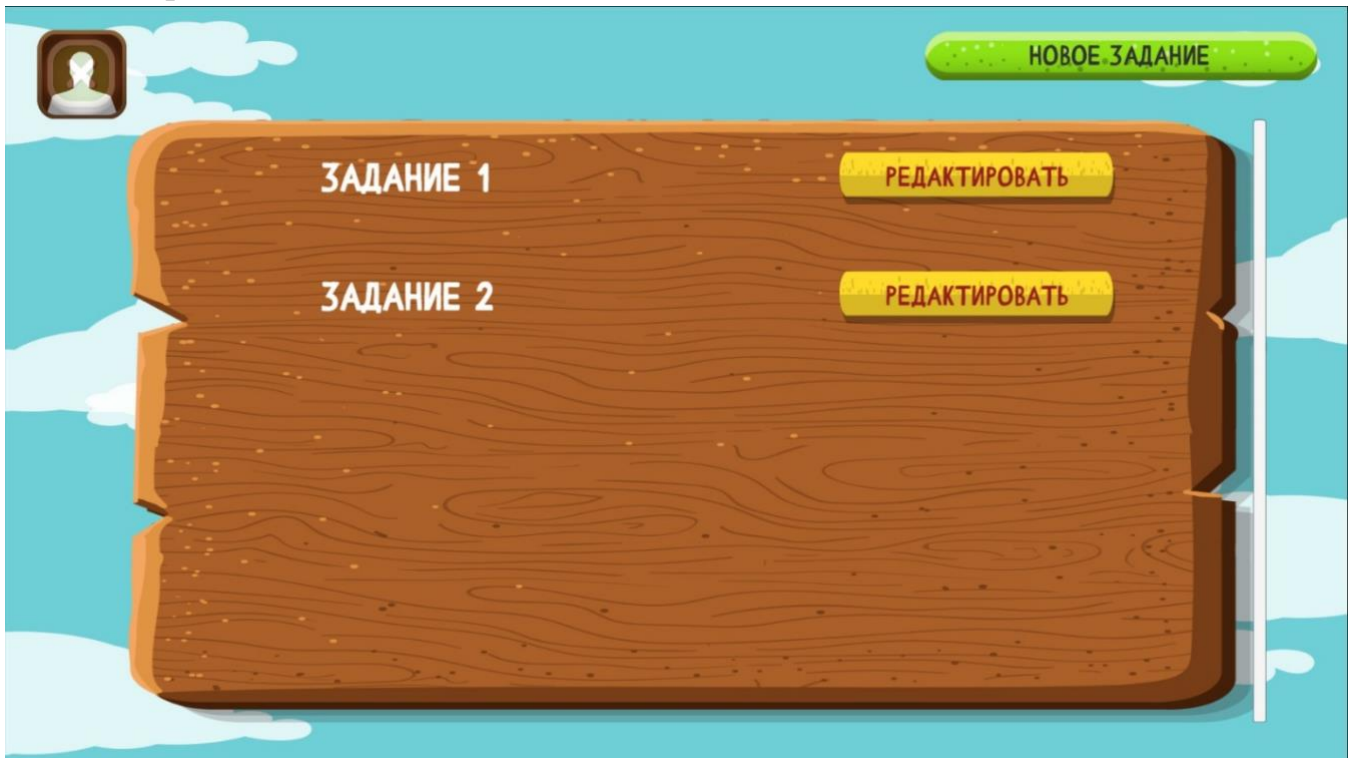 НОВОЕ ЗАДАНИЕ
ЗАДАНИЕ 1
РЕДАКТИРОВАТЬ
ЗАДАНИЕ 2
РЕДАКТИРОВАТЬ